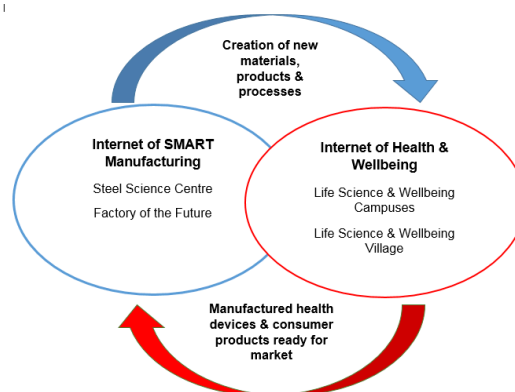 Creation of new
materials,
products &
processes
Internet of SMART
Manufacturing
Steel Science Centre
Factory of the Future
Internet of Health &
Wellbeing
Life Science & Wellbeing
Campuses
Life Science & Wellbeing
Village
Manufactured health
devices & consumer
products ready for
market